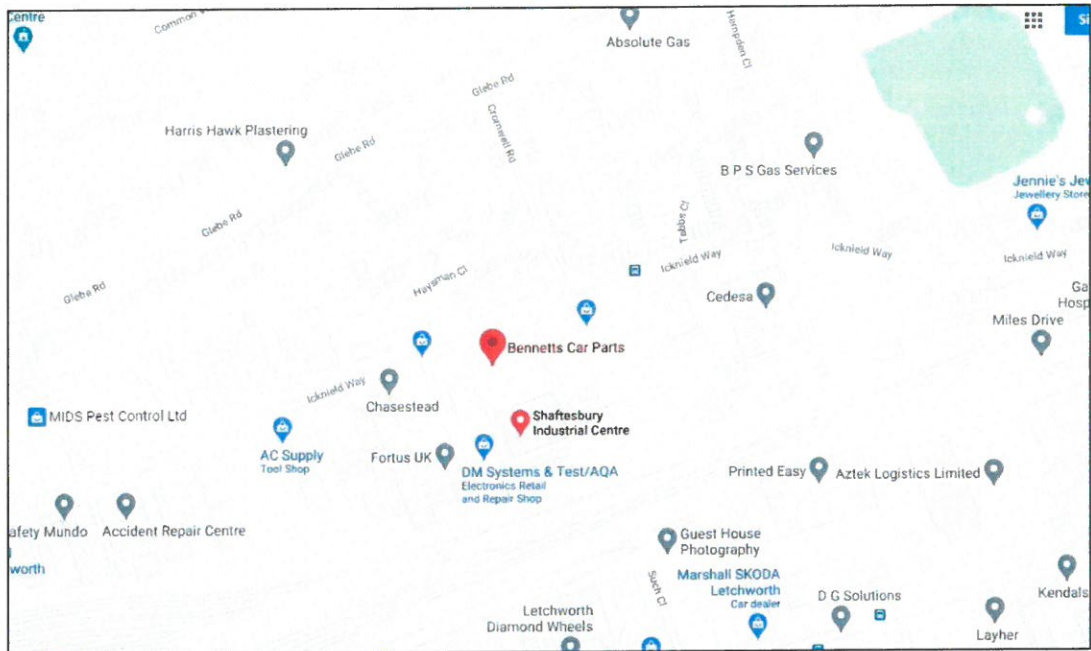 Centre
Absolute Gas
Hampden Cl
Si
Glebe Rd
Cromwell Rd
Harris Hawk Plastering
Glebe Rd
B P S Gas Services
Jennie's Jew
Jewellery Store
Glebe Rd
Tabbs Cl
Icknield Way
Icknield Way
Icknield Way
Haysman Cl
Glebe Rd
Cedesa
Ga
Hosp
Miles Drive
Bennetts Car Parts
Icknield Way
Chasestead
MIDS Pest Control Ltd
Shaftesbury
Industrial Centre
AC Supply
Tool Shop
Fortus UK
DM Systems & Test/AQA
Electronics Retail
and Repair Shop
Printed Easy
Aztek Logistics Limited
afety Mundo
Accident Repair Centre
Guest House
Photography
worth
Marshall SKODA
Letchworth
Car dealer
Such Cl
D G Solutions
Kendals
Letchworth
Diamond Wheels
Layher